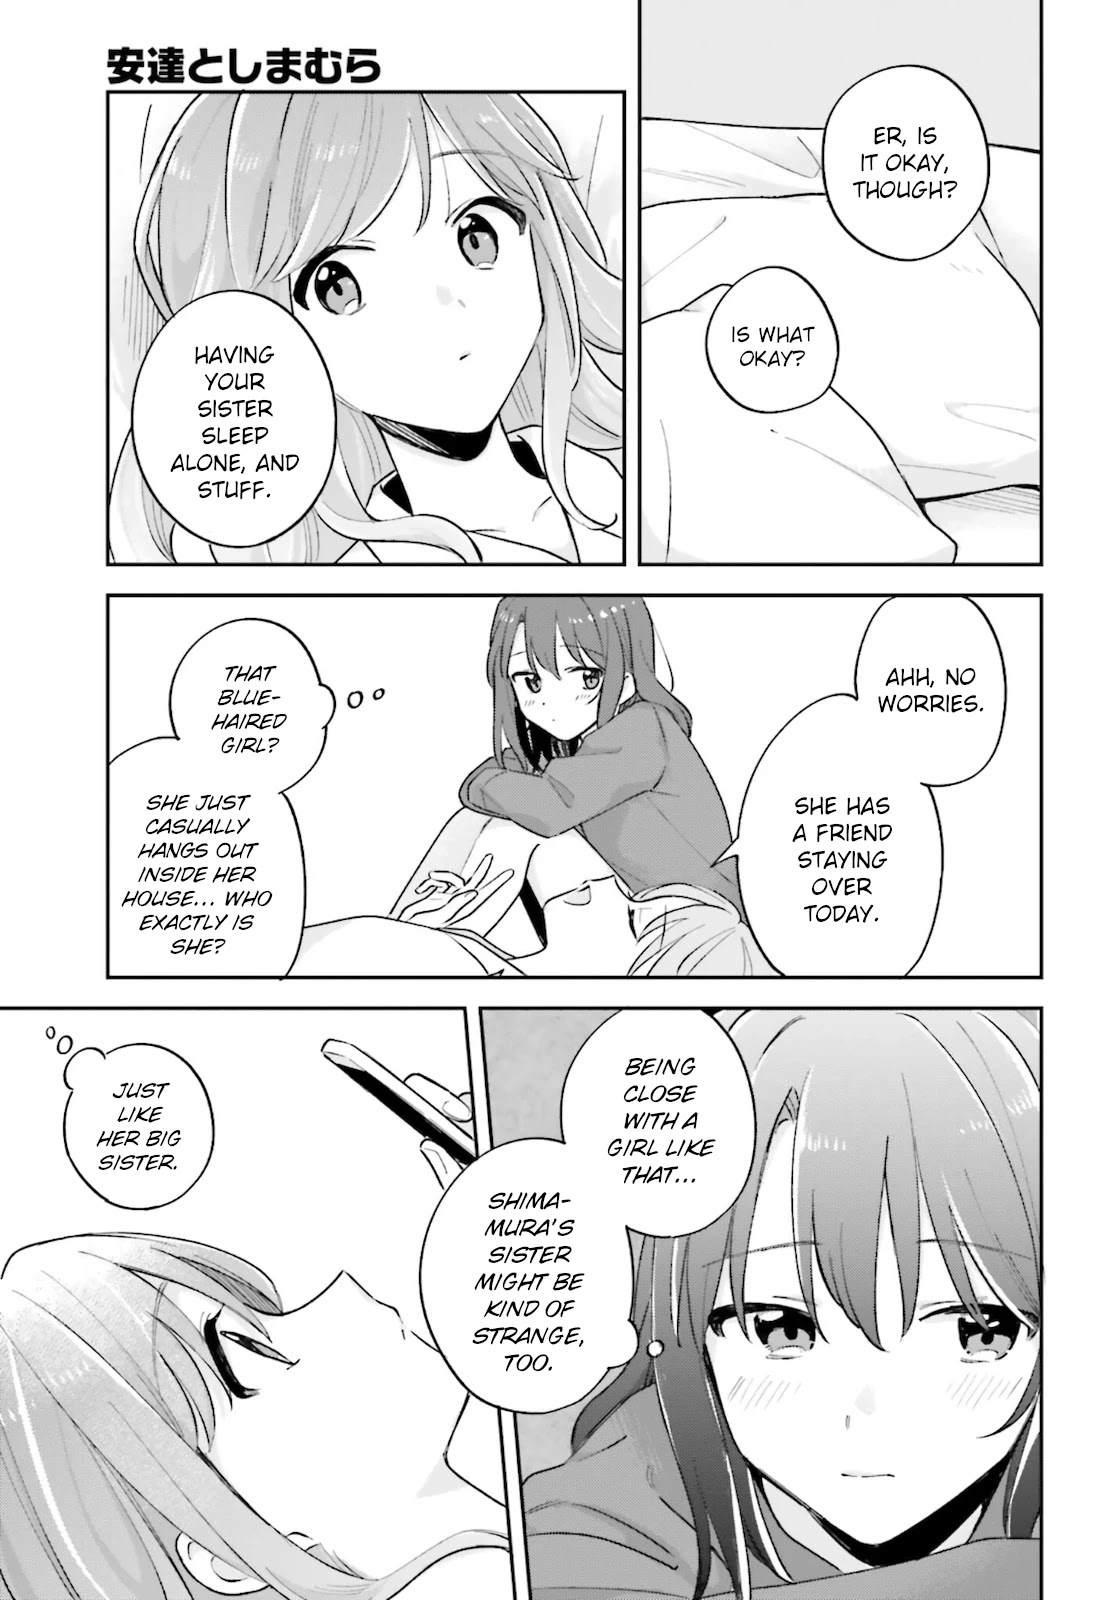 安達としまむら
ER, IS
IT OKAY,
THOUGH?
IS WHAT
OKAY?
HAVING
YOUR
SISTER
SLEEP
ALONE, AND
STUFF.
AHH, NO
WORRIES.
SHE HAS
A FRIEND
STAYING
OVER
TODAY.
THAT
BLUE-
HAIRED
GIRL?
SHE JUST
CASUALLY
HANGS OUT
INSIDE HER
HOUSE... WHO
EXACTLY IS
SHE?
BEING
CLOSE
WITH A
GIRL LIKE
THAT...
SHIMA-
MURA'S
SISTER
MIGHT BE
KIND OF
STRANGE,
TOO.
JUST
LIKE
HER BIG
SISTER.